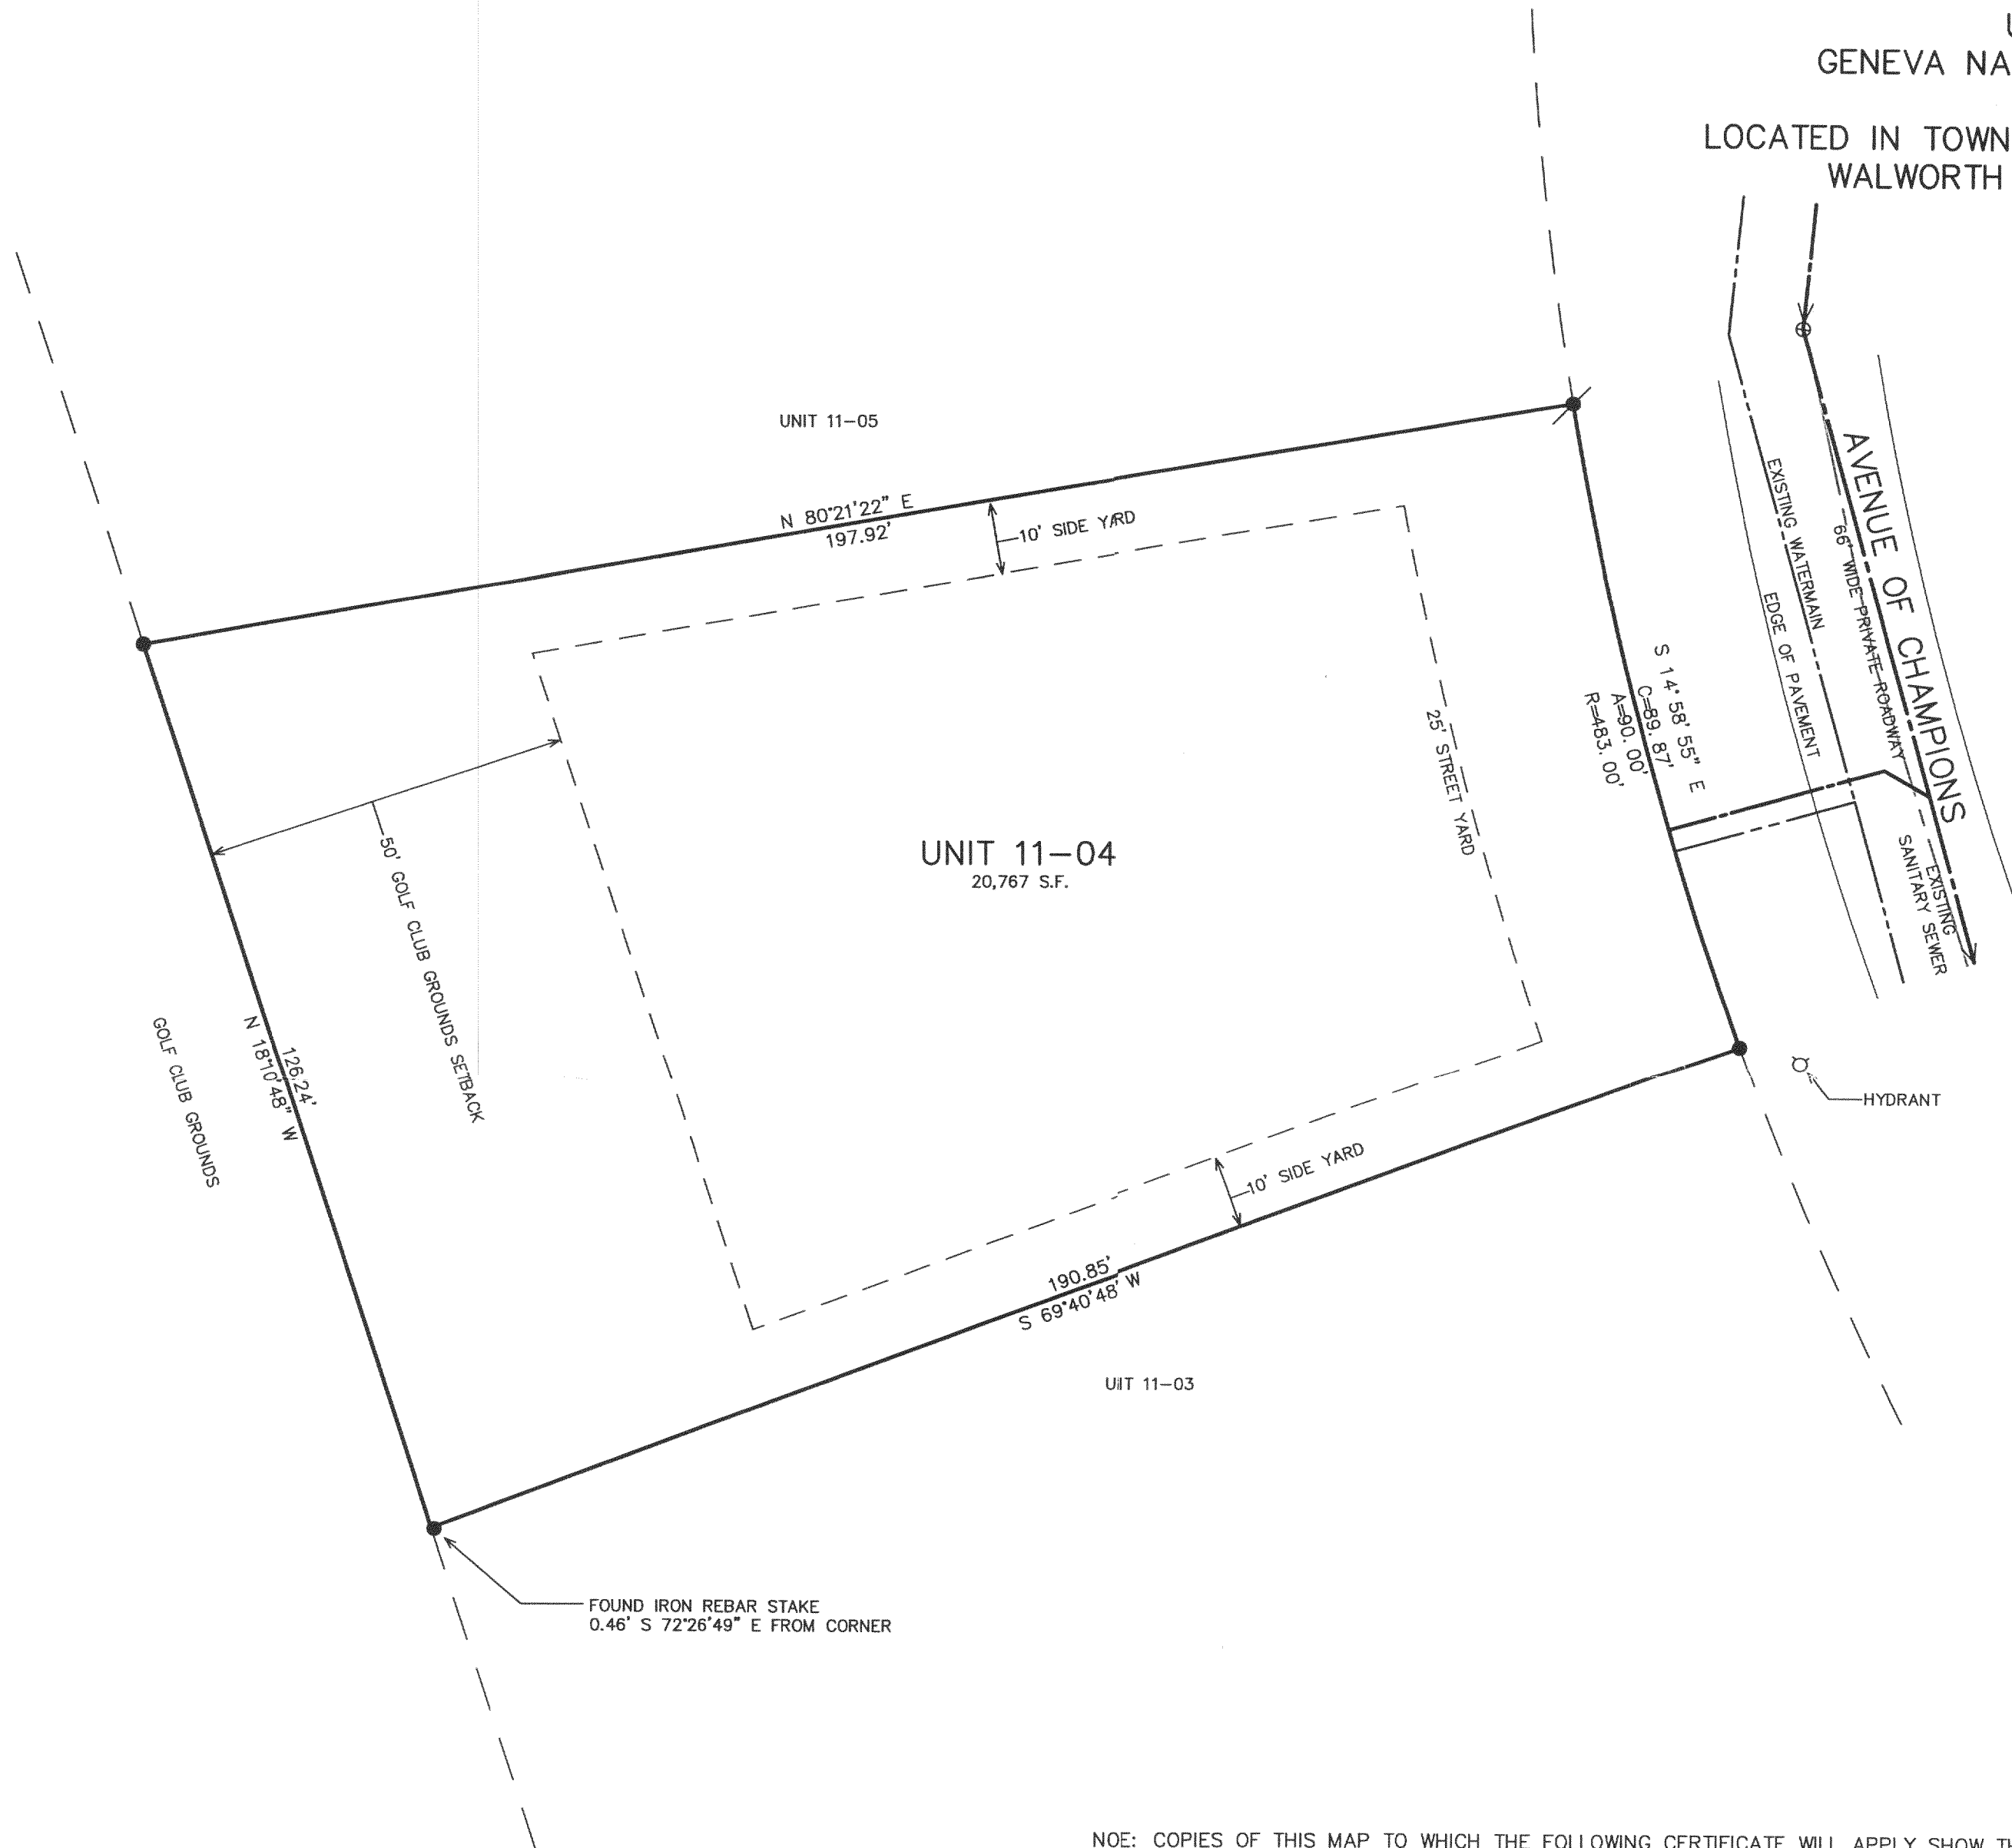 GENEVA NA
LOCATED IN TOWN
WALWORTH
UNIT 11-05
N 80°21'22" E
197.92'
10' SIDE YARD
AVENUE OF CHAMPIONS
66' WIDE PRIVATE ROADWAY
EXISTING WATERMAIN
EDGE OF PAVEMENT
S 14°58'55" E
C=89.87'
A=90.00'
R=483.00'
25' STREET YARD
UNIT 11-04
20,767 S.F.
50' GOLF CLUB GROUNDS SETBACK
EXISTING
SANITARY SEWER
GOLF CLUB GROUNDS
126.24'
N 18°10'48" W
HYDRANT
10' SIDE YARD
190.85'
S 69°40'48' W
UIT 11-03
FOUND IRON REBAR STAKE
0.46' S 72°26'49" E FROM CORNER
NOE: COPIES OF THIS MAP TO WHICH THE FOLLOWING CERTIFICATE WILL APPLY SHOW TH